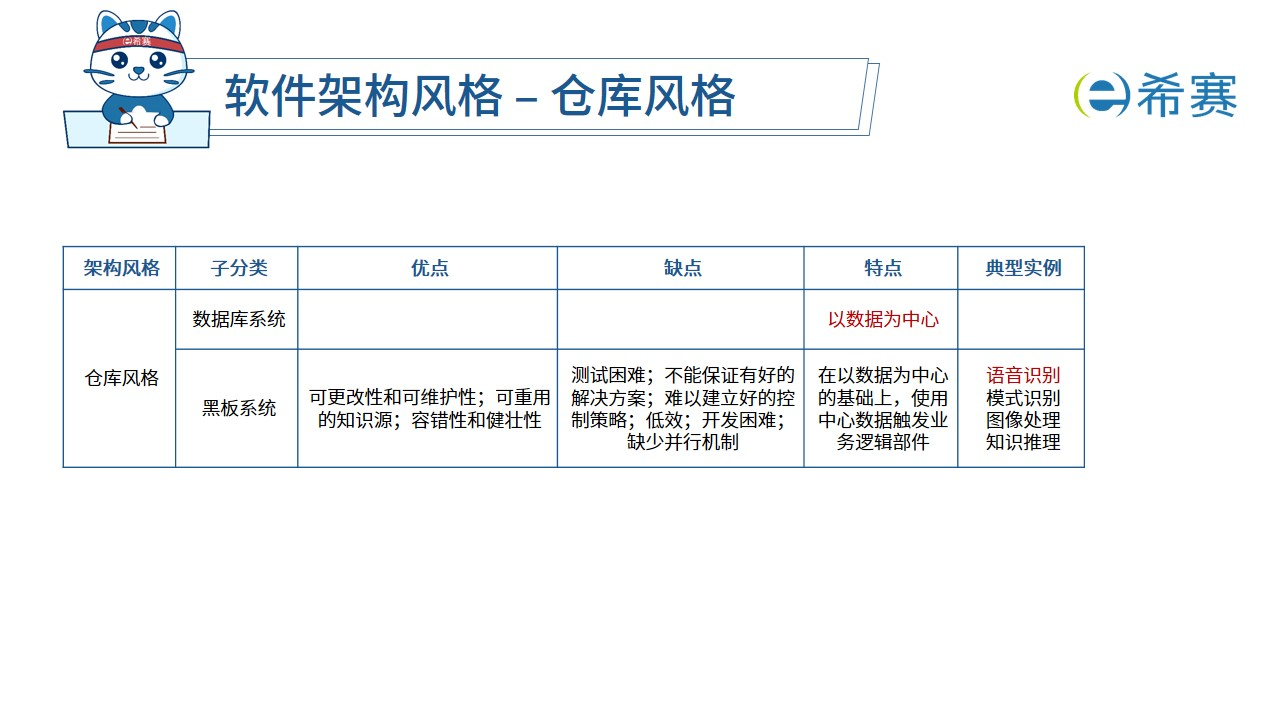 希赛
软件架构风格 – 仓库风格
希赛
架构风格
子分类
优点
缺点
特点
典型实例
仓库风格
数据库系统
以数据为中心
黑板系统
可更改性和可维护性；可重用
的知识源；容错性和健壮性
测试困难；不能保证有好的
解决方案；难以建立好的控
制策略；低效；开发困难；
缺少并行机制
在以数据为中心
的基础上，使用
中心数据触发业
务逻辑部件
语音识别
模式识别
图像处理
知识推理